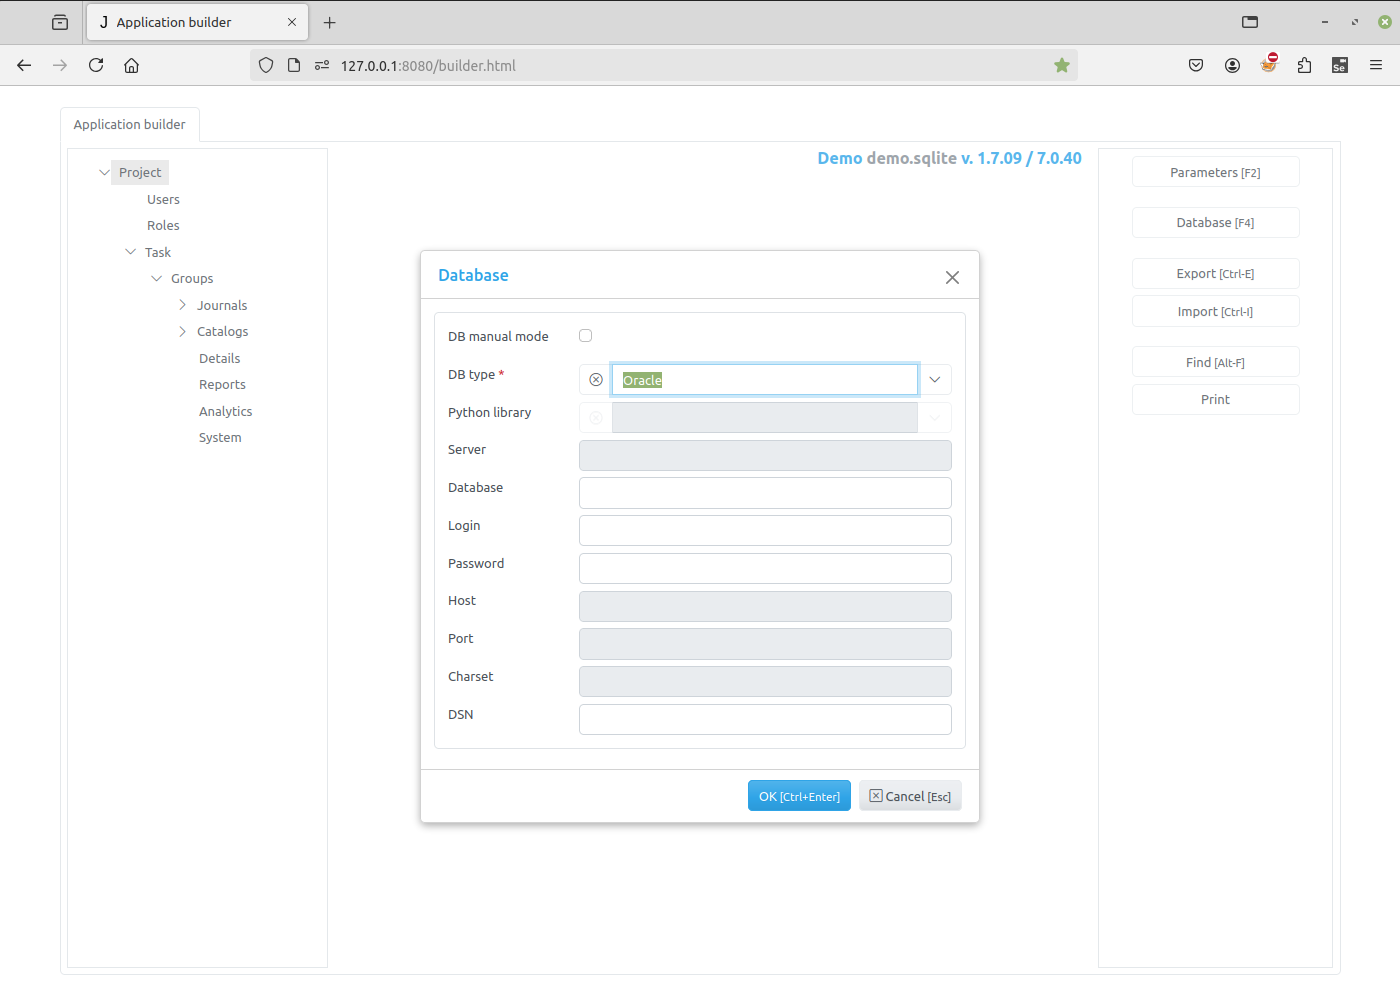 J Application builder
127.0.0.1:8080/builder.html
Se
Application builder
Demo demo.sqlite v. 1.7.09 / 7.0.40
Project
Users
Roles
Task
Groups
Journals
Catalogs
Details
Reports
Analytics
System
Database
DB manual mode
DB type *
Oracle
Python library
Server
Database
Login
Password
Host
Port
Charset
DSN
OK [Ctrl+Enter]
Cancel [Esc]
Parameters [F2]
Database [F4]
Export [Ctrl-E]
Import [Ctrl-I]
Find [Alt-F]
Print